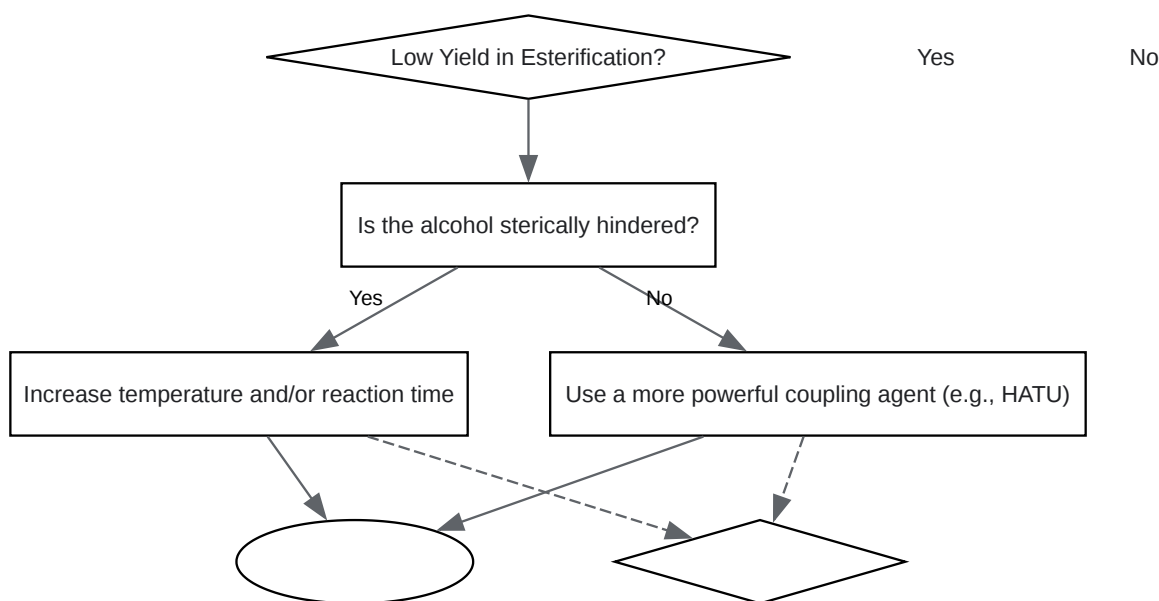 Low Yield in Esterification?
Yes
No
Is the alcohol sterically hindered?
Yes
No
Increase temperature and/or reaction time
Use a more powerful coupling agent (e.g., HATU)